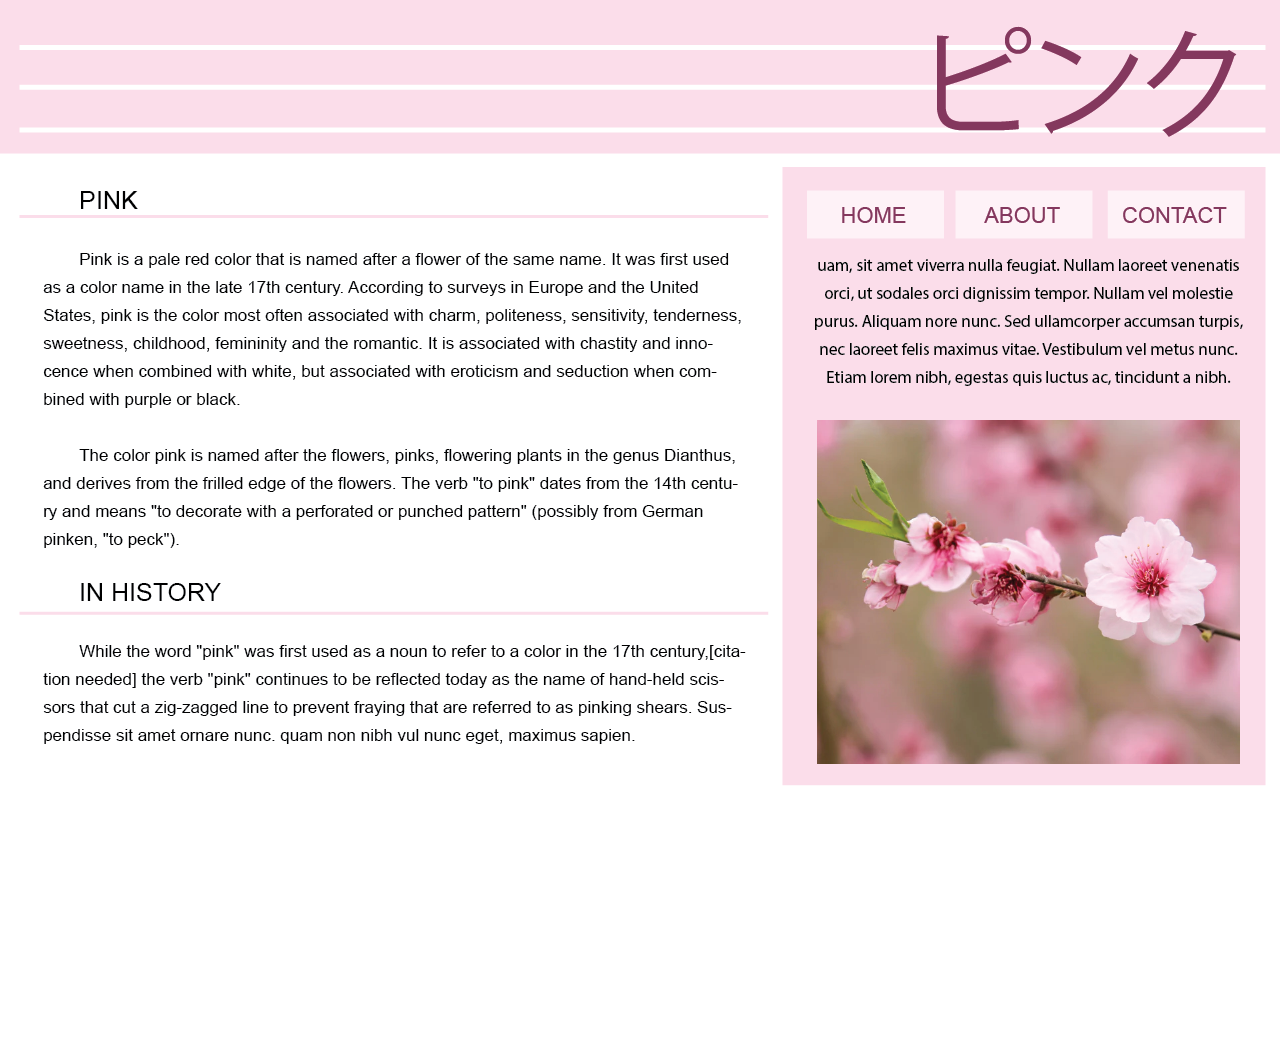 ピンク
PINK
Pink is a pale red color that is named after a flower of the same name. It was first used
as a color name in the late 17th century. According to surveys in Europe and the United
States, pink is the color most often associated with charm, politeness, sensitivity, tenderness,
sweetness, childhood, femininity and the romantic. It is associated with chastity and inno-
cence when combined with white, but associated with eroticism and seduction when com-
bined with purple or black.
The color pink is named after the flowers, pinks, flowering plants in the genus Dianthus,
and derives from the frilled edge of the flowers. The verb "to pink" dates from the 14th centu-
ry and means "to decorate with a perforated or punched pattern" (possibly from German
pinken, "to peck").
IN HISTORY
While the word "pink" was first used as a noun to refer to a color in the 17th century,[cita-
tion needed] the verb "pink" continues to be reflected today as the name of hand-held scis-
sors that cut a zig-zagged line to prevent fraying that are referred to as pinking shears. Sus-
pendisse sit amet ornare nunc. quam non nibh vul nunc eget, maximus sapien.
HOME ABOUT CONTACT
uam, sit amet viverra nulla feugiat. Nullam laoreet venenatis
orci, ut sodales orci dignissim tempor. Nullam vel molestie
purus. Aliquam nore nunc. Sed ullamcorper accumsan turpis,
nec laoreet felis maximus vitae. Vestibulum vel metus nunc.
Etiam lorem nibh, egestas quis luctus ac, tincidunt a nibh.